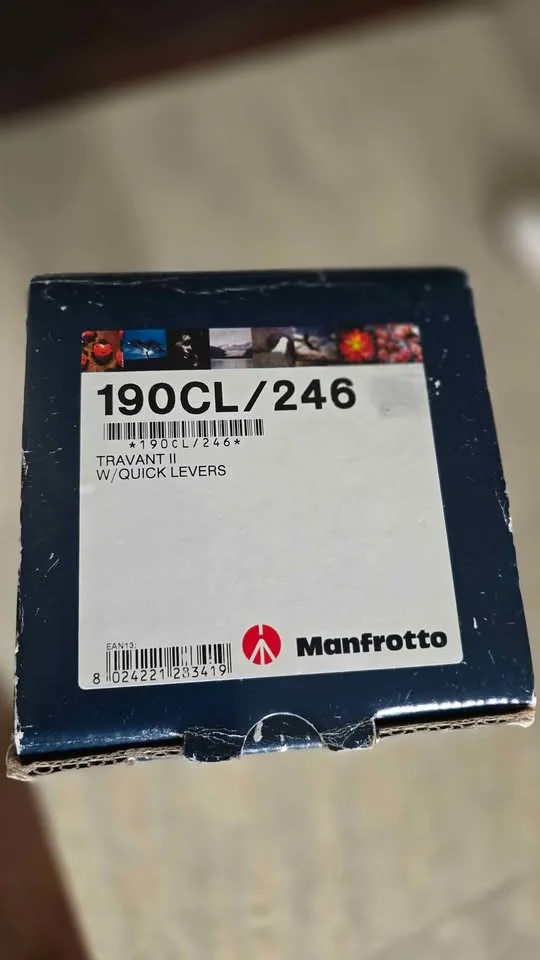 190CL/246
*190CL/246*
TRAVANT II
W/QUICK LEVERS
EAN13:
8 024221 283419
Manfrotto